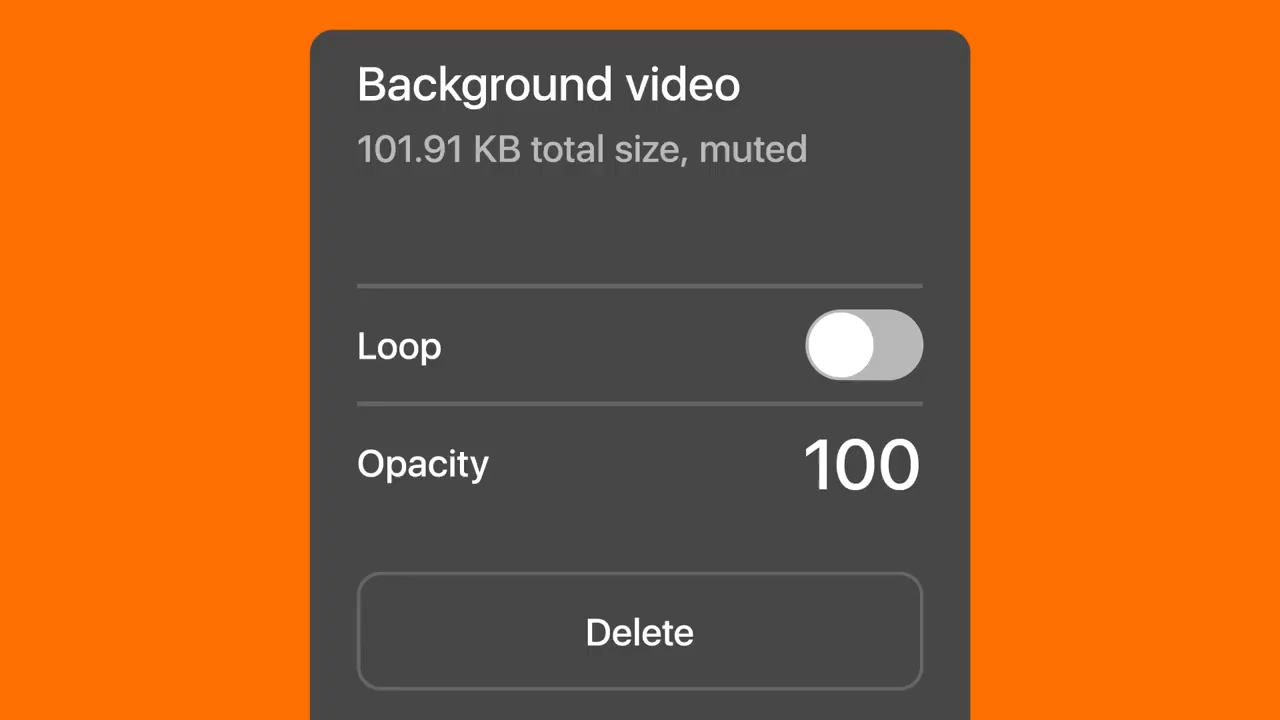 Background video
101.91 KB total size, muted
Loop
Opacity 100
Delete